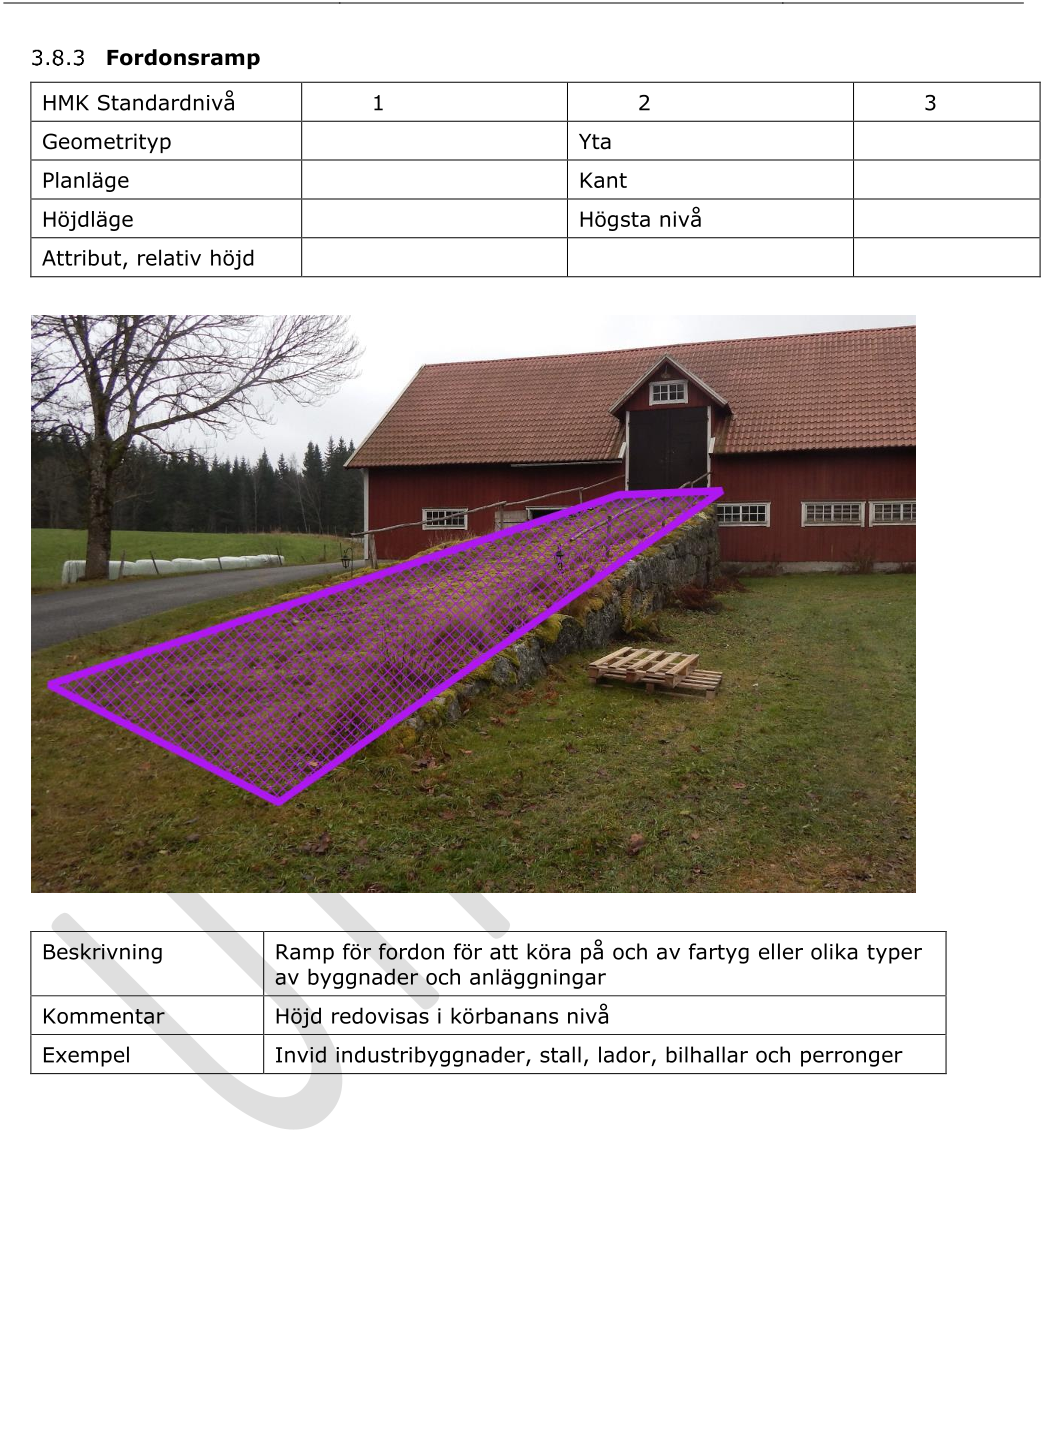 3.8.3 Fordonsramp
HMK Standardnivå 1 2 3
Geometrityp Yta
Planläge Kant
Höjdläge Högsta nivå
Attribut, relativ höjd
Beskrivning Ramp för fordon för att köra på och av fartyg eller olika typer
av byggnader och anläggningar
Kommentar Höjd redovisas i körbanans nivå
Exempel Invid industribyggnader, stall, lador, bilhallar och perronger